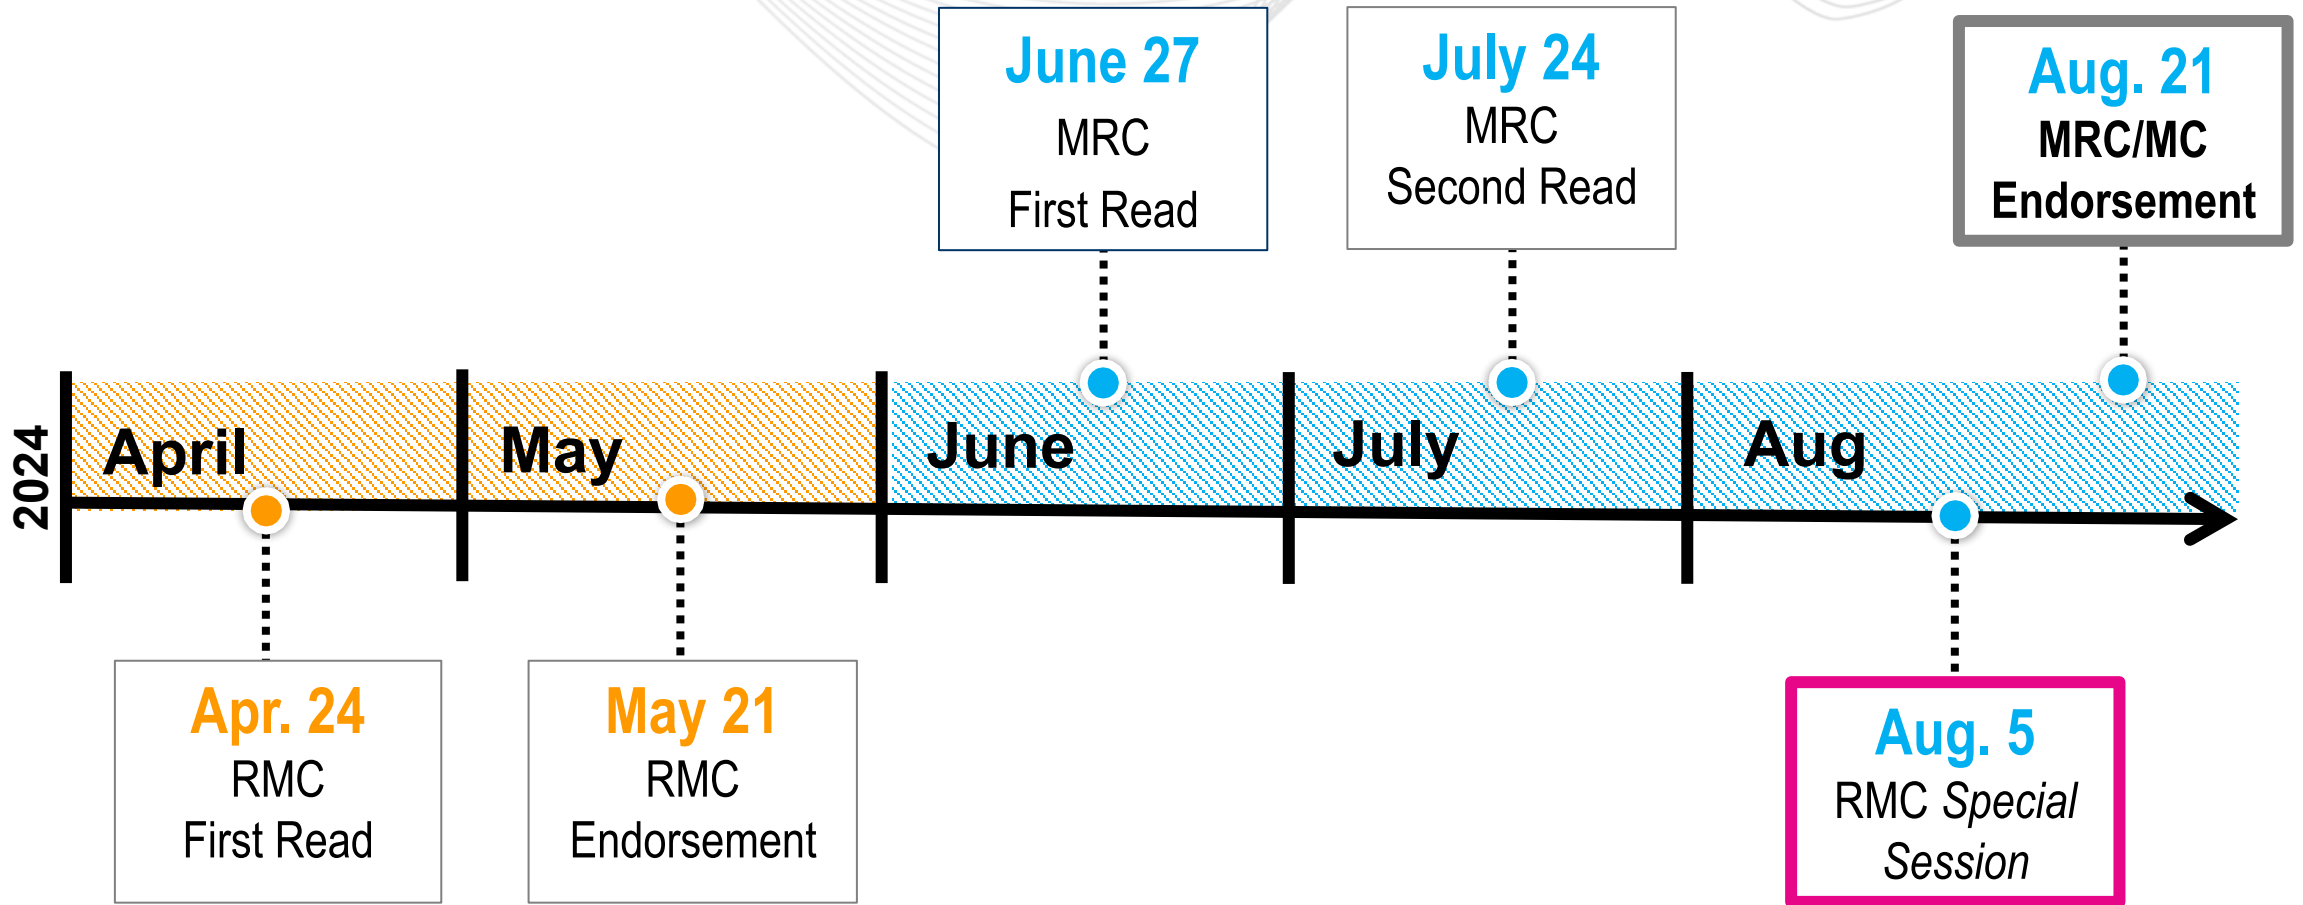 June 27
MRC
First Read
July 24
MRC
Second Read
Aug. 21
MRC/MC
Endorsement
2024
April
May
June
July
Aug
Apr. 24
RMC
First Read
May 21
RMC
Endorsement
Aug. 5
RMC Special
Session